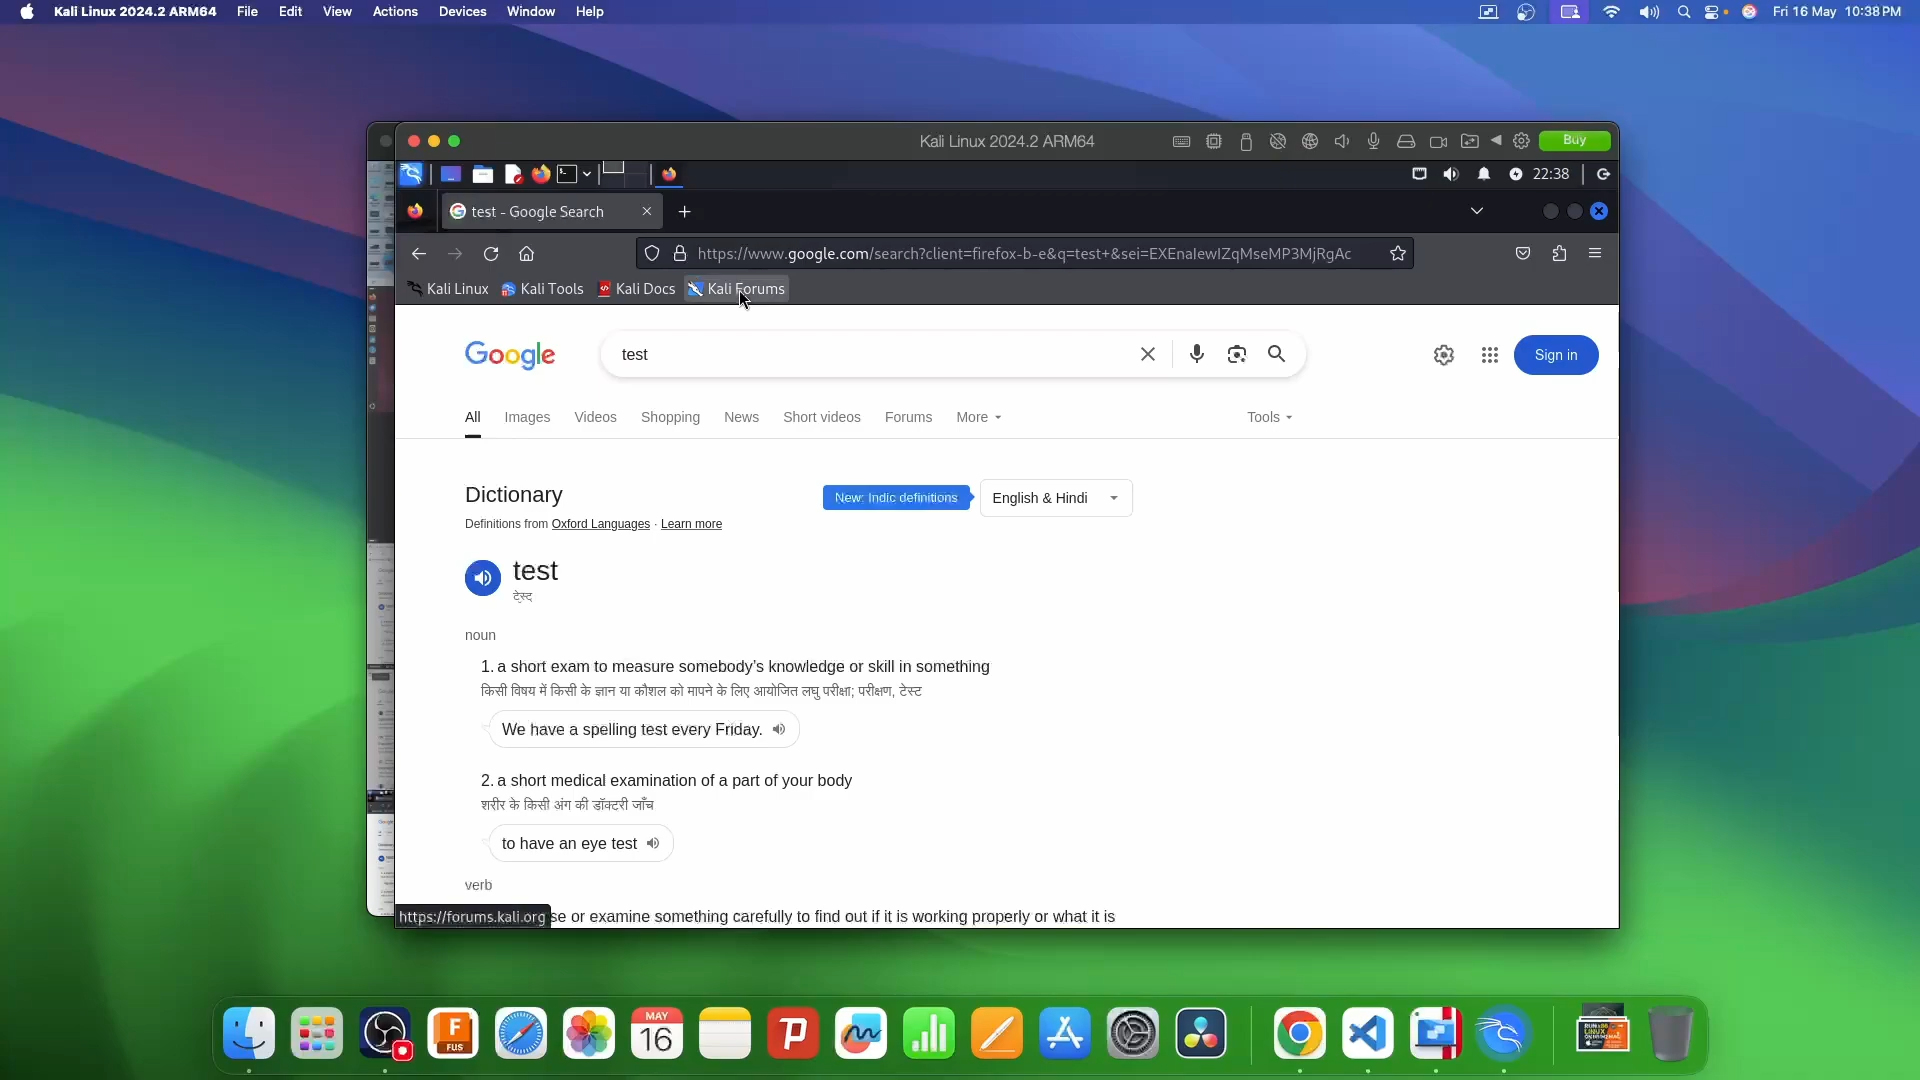 Kali Linux 2024.2 ARM64 File Edit View Actions Devices Window Help Fri 16 May 10:38 PM
Kali Linux 2024.2 ARM64 Buy
22:38
test - Google Search
https://www.google.com/search?client=firefox-b-e&q=test+&sei=EXEnaIewIZqMseMP3MjRgAc
Kali Linux Kali Tools Kali Docs Kali Forums
Google test Sign in
All Images Videos Shopping News Short videos Forums More Tools
Dictionary New: Indic definitions English & Hindi
Definitions from Oxford Languages · Learn more
test
टेस्ट्
noun
1. a short exam to measure somebody's knowledge or skill in something
किसी विषय में किसी के ज्ञान या कौशल को मापने के लिए आयोजित लघु परीक्षा; परीक्षण, टेस्ट
We have a spelling test every Friday.
2. a short medical examination of a part of your body
शरीर के किसी अंग की डॉक्टरी जाँच
to have an eye test
verb
https://forums.kali.org se or examine something carefully to find out if it is working properly or what it is
F
FUS
MAY
16